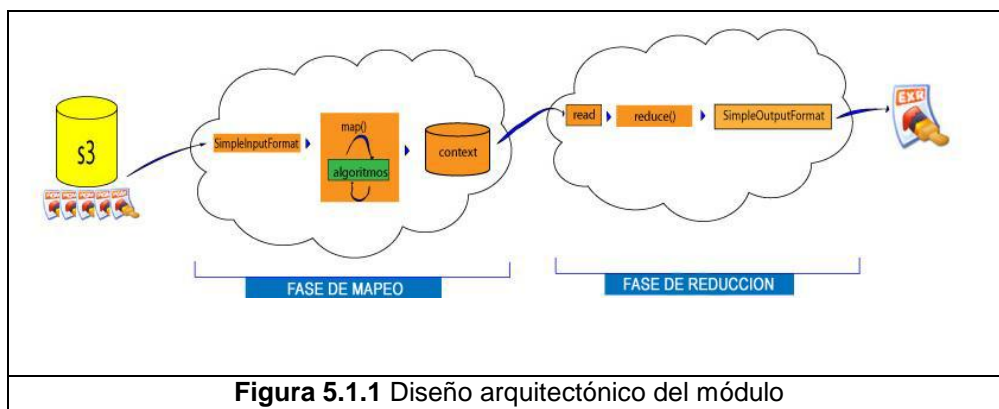 s3
SimpleInputFormat
map()
algoritmos
context
read
reduce()
SimpleOutputFormat
EXR
FASE DE MAPEO
FASE DE REDUCCION
Figura 5.1.1 Diseño arquitectónico del módulo